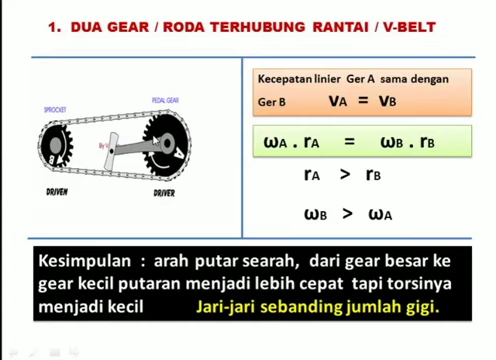 1. DUA GEAR / RODA TERHUBUNG RANTAI / V-BELT
SPROCKET
PEDAL GEAR
By V
B
A
DRIVEN
DRIVER
Kecepatan linier Ger A sama dengan
Ger B vA = vB
ωA . rA = ωB . rB
rA > rB
ωB > ωA
Kesimpulan : arah putar searah, dari gear besar ke
gear kecil putaran menjadi lebih cepat tapi torsinya
menjadi kecil Jari-jari sebanding jumlah gigi.